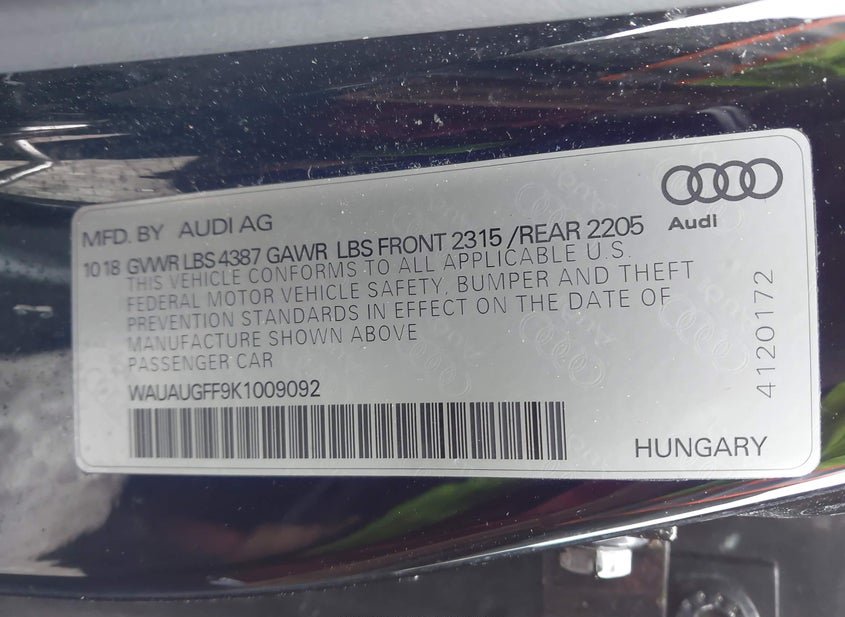 MFD. BY AUDI AG
Audi
10 18 GVWR LBS 4387 GAWR LBS FRONT 2315 /REAR 2205
THIS VEHICLE CONFORMS TO ALL APPLICABLE U.S.
FEDERAL MOTOR VEHICLE SAFETY, BUMPER AND THEFT
PREVENTION STANDARDS IN EFFECT ON THE DATE OF
MANUFACTURE SHOWN ABOVE
PASSENGER CAR
WAUAUGFF9K1009092
HUNGARY
4120172